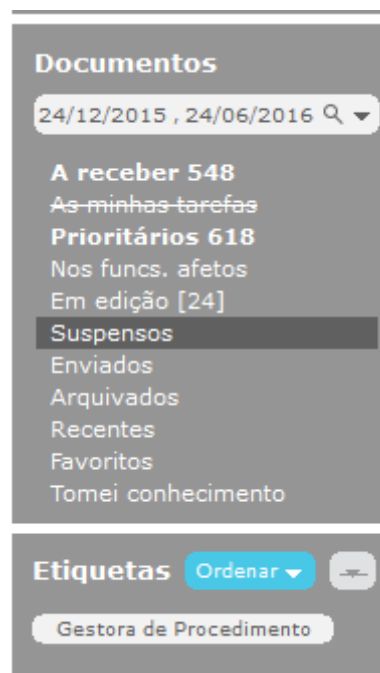 Documentos
24/12/2015 , 24/06/2016
A receber 548
As minhas tarefas
Prioritários 618
Nos funcs. afetos
Em edição [24]
Suspensos
Enviados
Arquivados
Recentes
Favoritos
Tomei conhecimento
Etiquetas Ordenar
Gestora de Procedimento